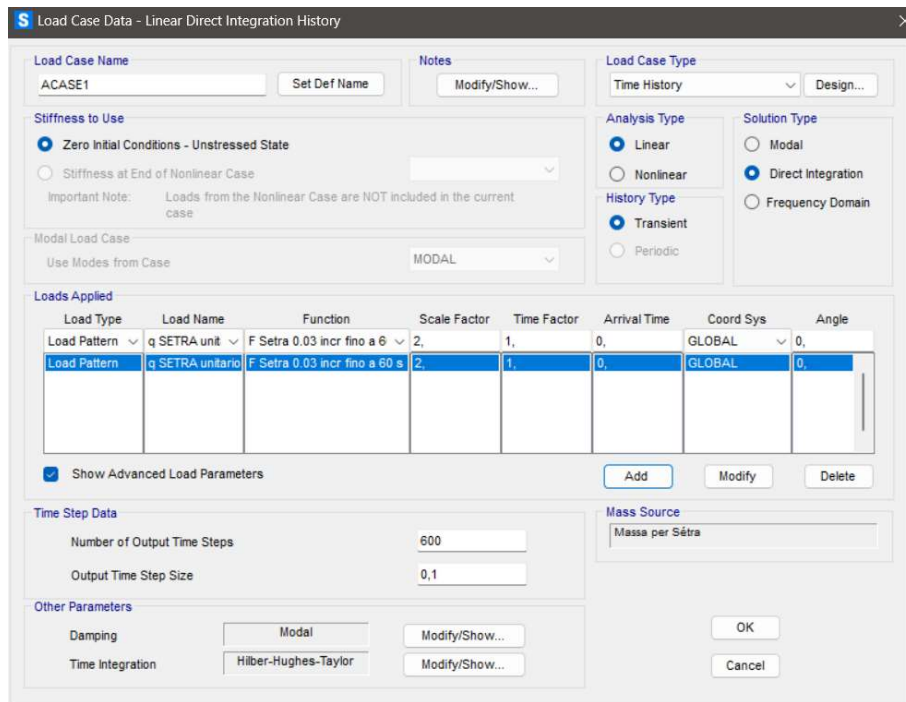 S Load Case Data - Linear Direct Integration History
Load Case Name
ACASE1
Set Def Name
Notes
Modify/Show...
Load Case Type
Time History
Design...
Stiffness to Use
Zero Initial Conditions - Unstressed State
Stiffness at End of Nonlinear Case
Important Note: Loads from the Nonlinear Case are NOT included in the current
case
Analysis Type
Linear
Nonlinear
History Type
Transient
Periodic
Solution Type
Modal
Direct Integration
Frequency Domain
Modal Load Case
Use Modes from Case
MODAL
Loads Applied
Load Type Load Name Function Scale Factor Time Factor Arrival Time Coord Sys Angle
Load Pattern q SETRA unit F Setra 0.03 incr fino a 6 2, 1, 0, GLOBAL 0,
Load Pattern q SETRA unitario F Setra 0.03 incr fino a 60 s 2, 1, 0, GLOBAL 0,
Show Advanced Load Parameters
Add
Modify
Delete
Time Step Data
Number of Output Time Steps 600
Output Time Step Size 0,1
Mass Source
Massa per Sétra
Other Parameters
Damping Modal Modify/Show...
Time Integration Hilber-Hughes-Taylor Modify/Show...
OK
Cancel